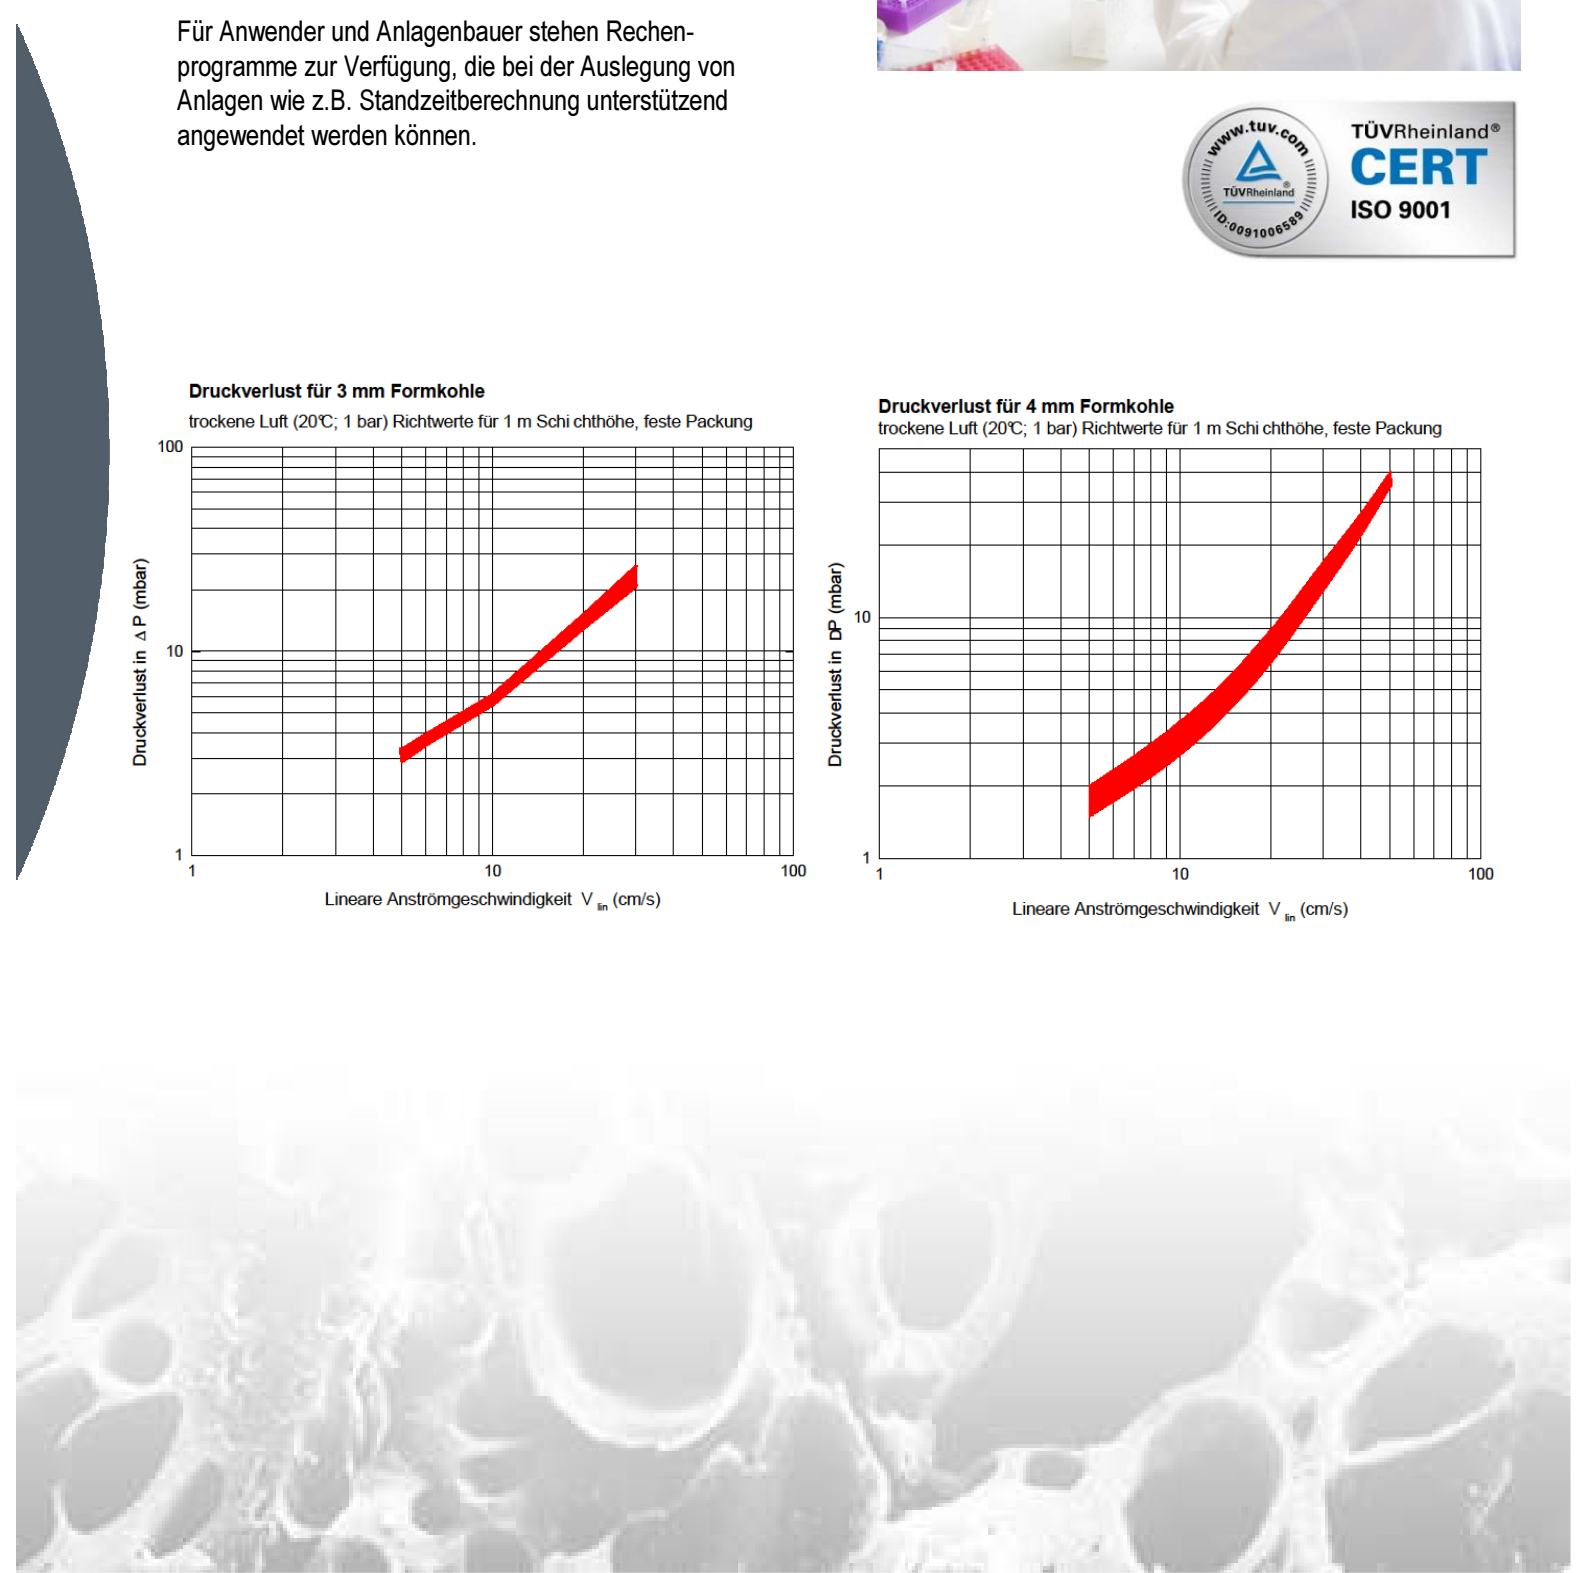 Für Anwender und Anlagenbauer stehen Rechen-
programme zur Verfügung, die bei der Auslegung von
Anlagen wie z.B. Standzeitberechnung unterstützend
angewendet werden können.
www.tuv.com
TÜVRheinland®
ID:0091006589
TÜVRheinland®
CERT
ISO 9001
Druckverlust für 3 mm Formkohle
trockene Luft (20°C; 1 bar) Richtwerte für 1 m Schi chthöhe, feste Packung
100
10
1
Druckverlust in Δ P (mbar)
1 10 100
Lineare Anströmgeschwindigkeit V lin (cm/s)
Druckverlust für 4 mm Formkohle
trockene Luft (20°C; 1 bar) Richtwerte für 1 m Schi chthöhe, feste Packung
10
1
Druckverlust in DP (mbar)
1 10 100
Lineare Anströmgeschwindigkeit V lin (cm/s)